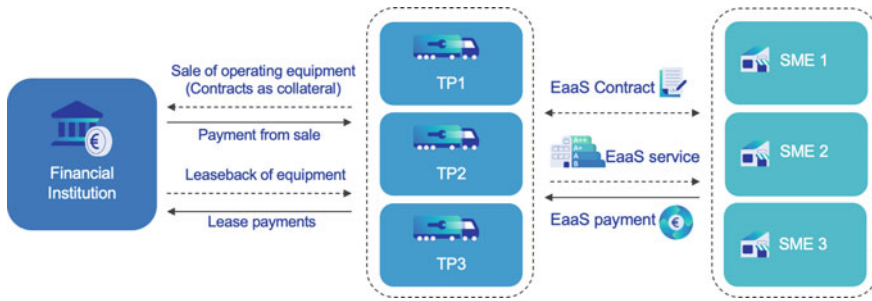 Financial
Institution
Sale of operating equipment
(Contracts as collateral)
Payment from sale
Leaseback of equipment
Lease payments
TP1
TP2
TP3
EaaS Contract
A++
A+
A
B
EaaS service
EaaS payment
SME 1
SME 2
SME 3